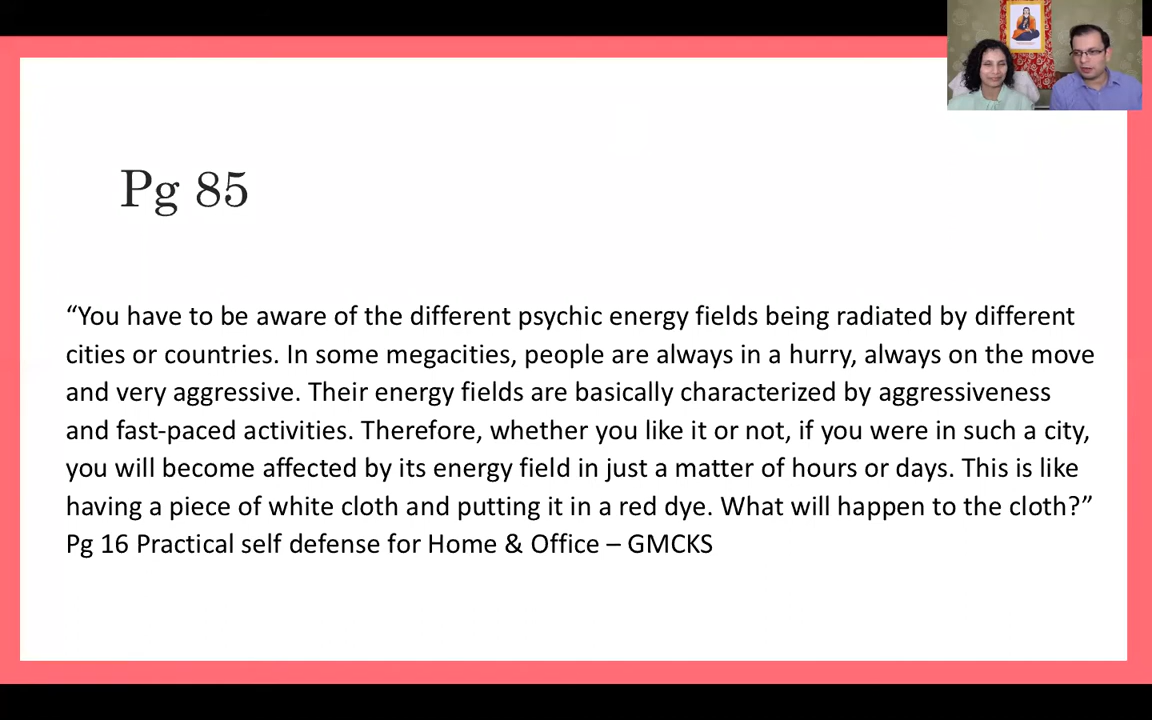 Pg 85
“You have to be aware of the different psychic energy fields being radiated by different
cities or countries. In some megacities, people are always in a hurry, always on the move
and very aggressive. Their energy fields are basically characterized by aggressiveness
and fast-paced activities. Therefore, whether you like it or not, if you were in such a city,
you will become affected by its energy field in just a matter of hours or days. This is like
having a piece of white cloth and putting it in a red dye. What will happen to the cloth?”
Pg 16 Practical self defense for Home & Office – GMCKS